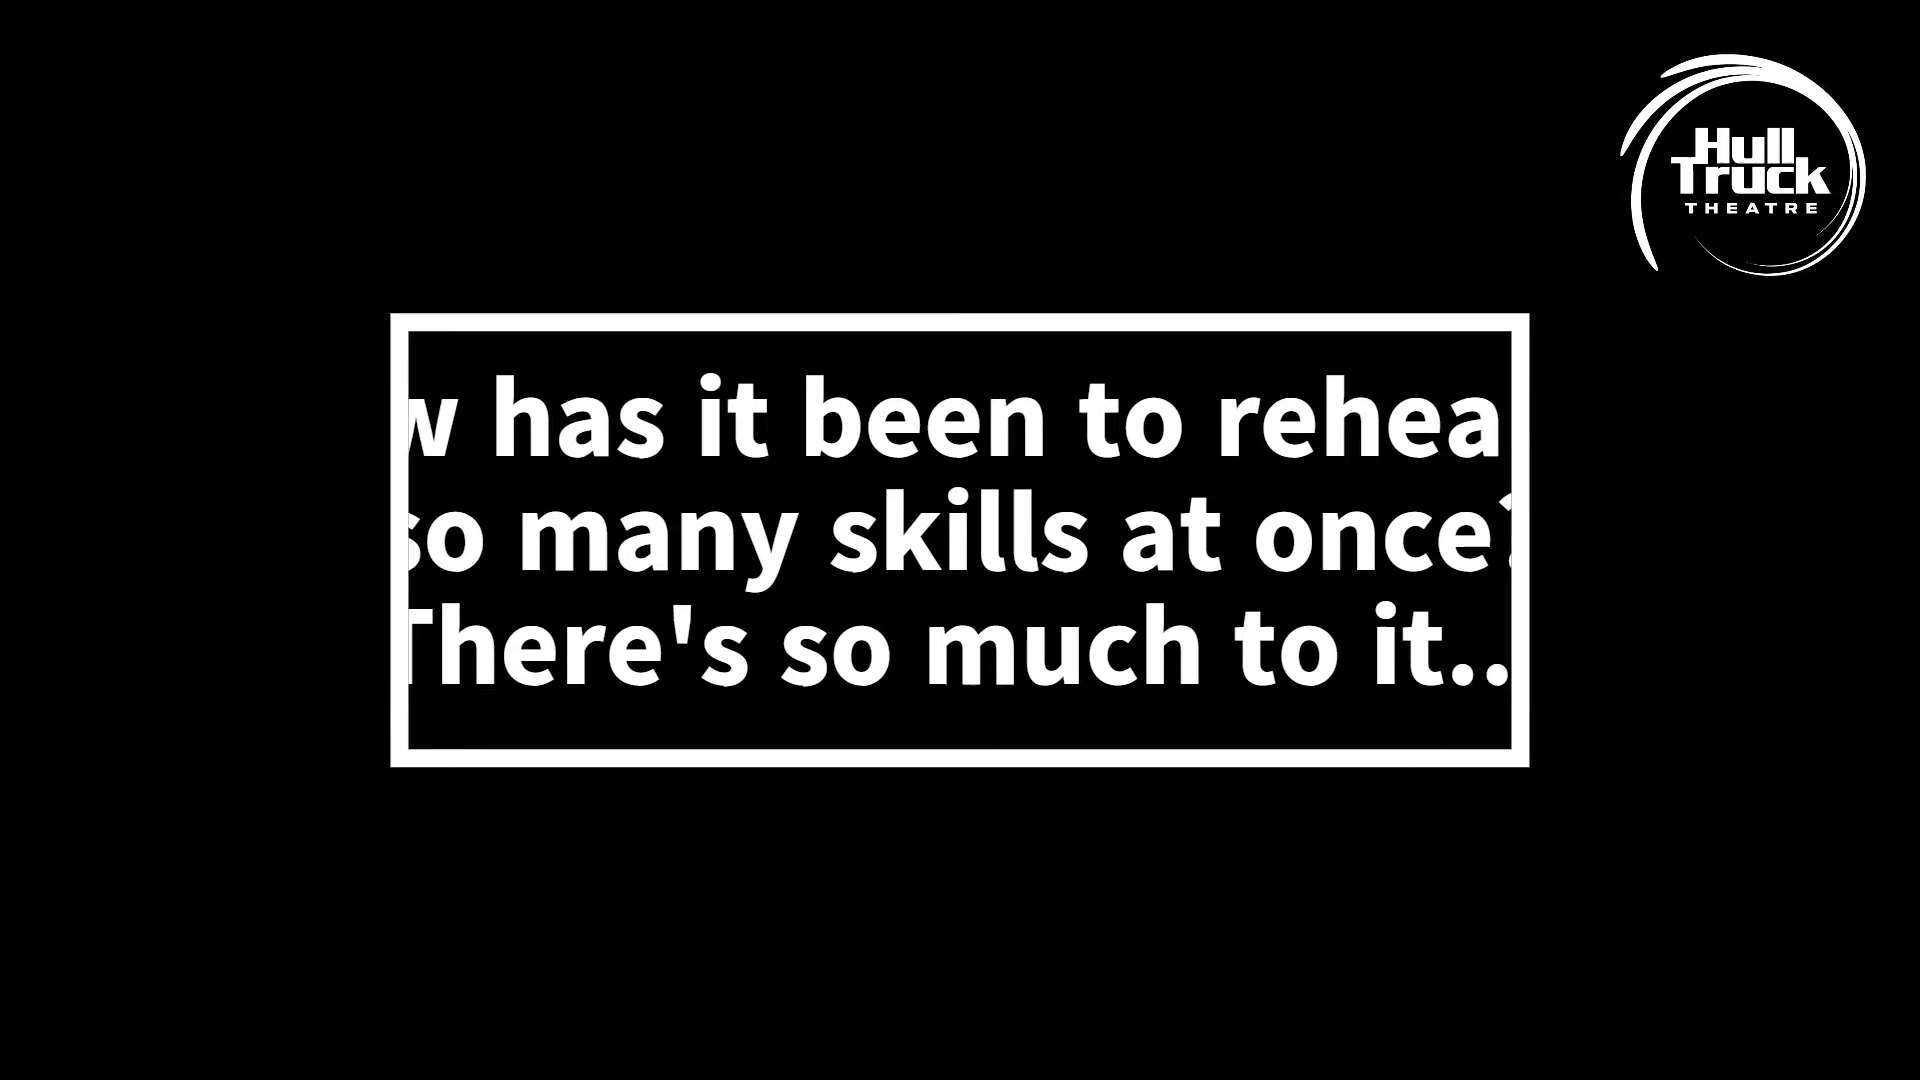 Hull
Truck
THEATRE
w has it been to rehea
so many skills at once?
There's so much to it..